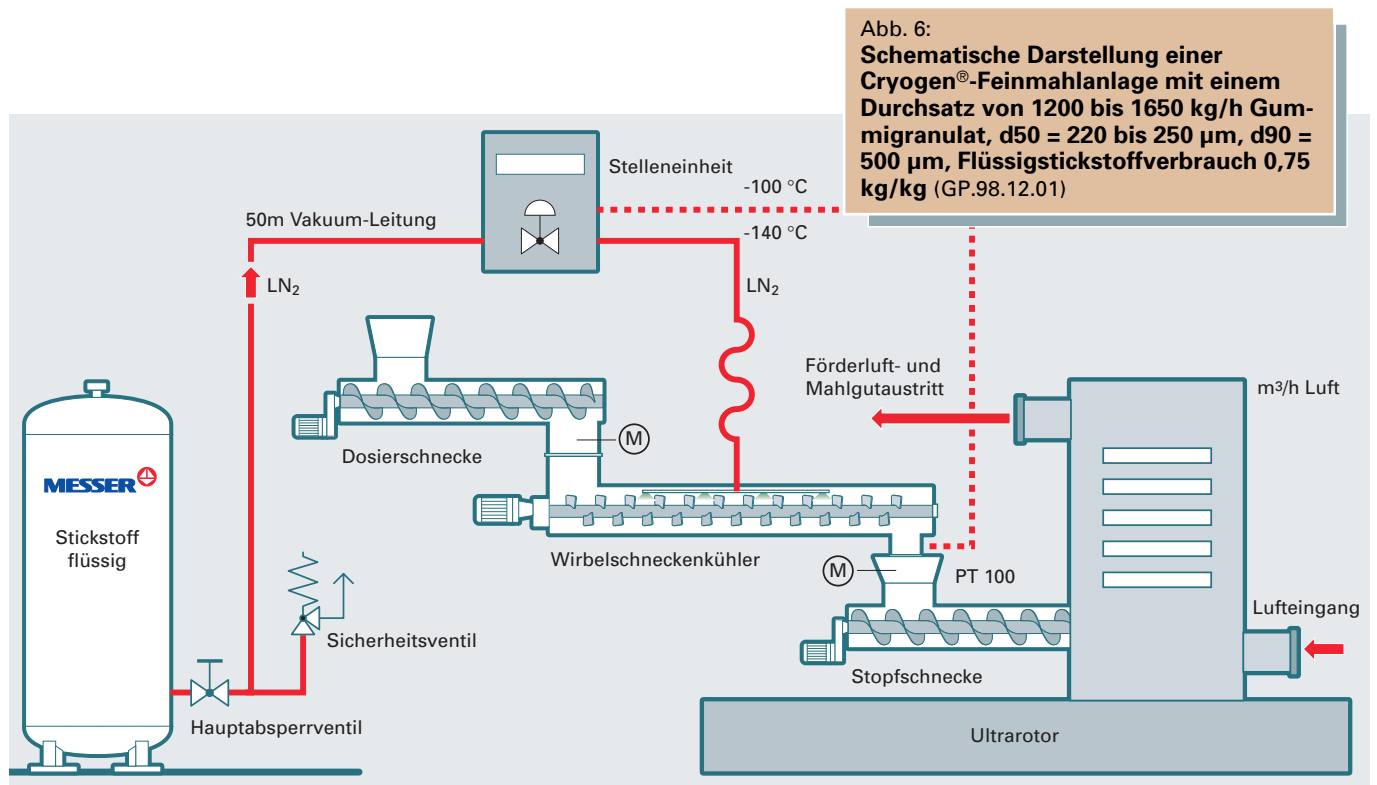 Abb. 6:
Schematische Darstellung einer
Cryogen®-Feinmahlanlage mit einem
Durchsatz von 1200 bis 1650 kg/h Gum-
migranulat, d50 = 220 bis 250 µm, d90 =
500 µm, Flüssigstickstoffverbrauch 0,75
kg/kg (GP.98.12.01)
Stelleneinheit
-100 °C
50m Vakuum-Leitung
-140 °C
LN₂
LN₂
Förderluft- und
Mahlgutaustritt
m³/h Luft
M
Dosierschnecke
MESSER
Stickstoff
flüssig
Wirbelschneckenkühler
M
PT 100
Lufteingang
Sicherheitsventil
Stopfschnecke
Hauptabsperrventil
Ultrarotor